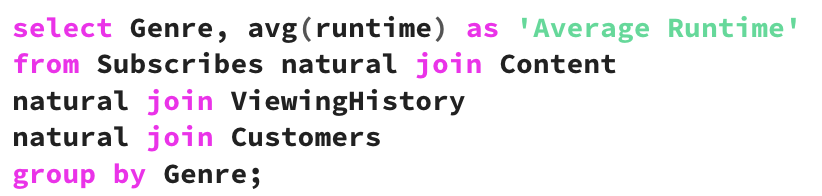 select Genre, avg(runtime) as 'Average Runtime'
from Subscribes natural join Content
natural join ViewingHistory
natural join Customers
group by Genre;